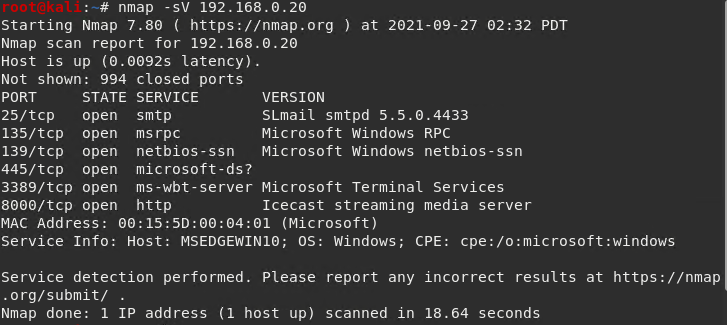 root@kali:~# nmap -sV 192.168.0.20
Starting Nmap 7.80 ( https://nmap.org ) at 2021-09-27 02:32 PDT
Nmap scan report for 192.168.0.20
Host is up (0.0092s latency).
Not shown: 994 closed ports
PORT     STATE SERVICE       VERSION
25/tcp   open  smtp          SLmail smtpd 5.5.0.4433
135/tcp  open  msrpc         Microsoft Windows RPC
139/tcp  open  netbios-ssn   Microsoft Windows netbios-ssn
445/tcp  open  microsoft-ds?
3389/tcp open  ms-wbt-server Microsoft Terminal Services
8000/tcp open  http          Icecast streaming media server
MAC Address: 00:15:5D:00:04:01 (Microsoft)
Service Info: Host: MSEDGEWIN10; OS: Windows; CPE: cpe:/o:microsoft:windows

Service detection performed. Please report any incorrect results at https://nmap
.org/submit/ .
Nmap done: 1 IP address (1 host up) scanned in 18.64 seconds